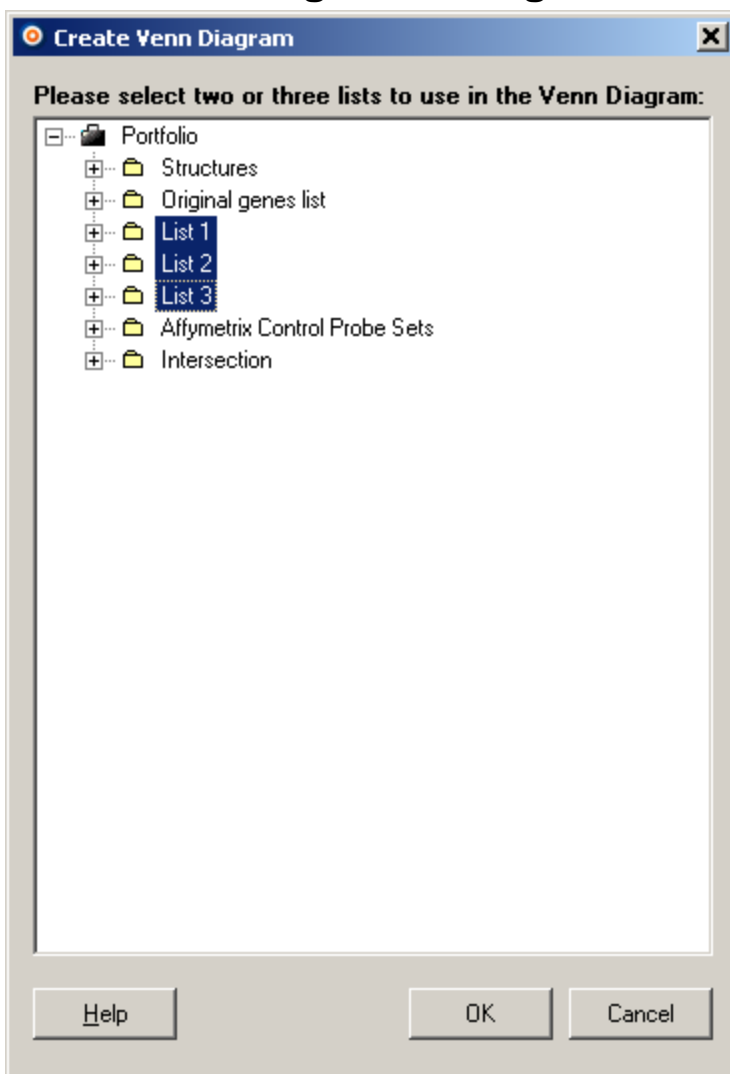 Create Venn Diagram
Please select two or three lists to use in the Venn Diagram:
Portfolio
Structures
Original genes list
List 1
List 2
List 3
Affymetrix Control Probe Sets
Intersection
Help OK Cancel